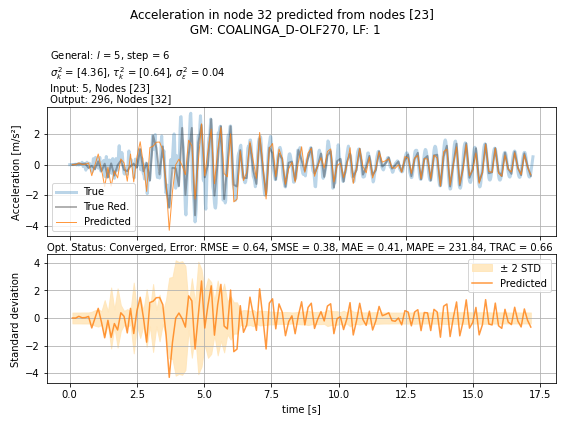 Acceleration in node 32 predicted from nodes [23]
GM: COALINGA_D-OLF270, LF: 1
General: l = 5, step = 6
σ²ₖ = [4.36], τ²ₖ = [0.64], σ²ᵣ = 0.04
Input: 5, Nodes [23]
Output: 296, Nodes [32]
Acceleration [m/s²]
2
0
−2
−4
True
True Red.
Predicted
Opt. Status: Converged, Error: RMSE = 0.64, SMSE = 0.38, MAE = 0.41, MAPE = 231.84, TRAC = 0.66
Standard deviation
4
2
0
−2
−4
± 2 STD
Predicted
0.0 2.5 5.0 7.5 10.0 12.5 15.0 17.5
time [s]